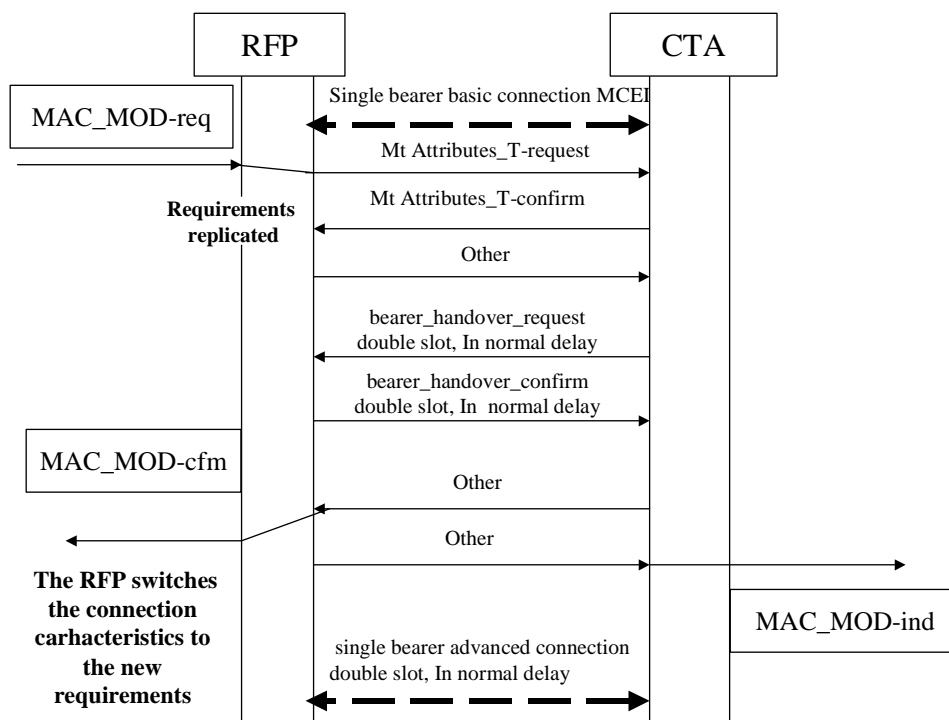 RFP
CTA
Single bearer basic connection MCEI
MAC_MOD-req
Mt Attributes_T-request
Requirements
replicated
Mt Attributes_T-confirm
Other
bearer_handover_request
double slot, In normal delay
bearer_handover_confirm
double slot, In normal delay
MAC_MOD-cfm
Other
Other
The RFP switches
the connection
carhacteristics to
the new
requirements
MAC_MOD-ind
single bearer advanced connection
double slot, In normal delay